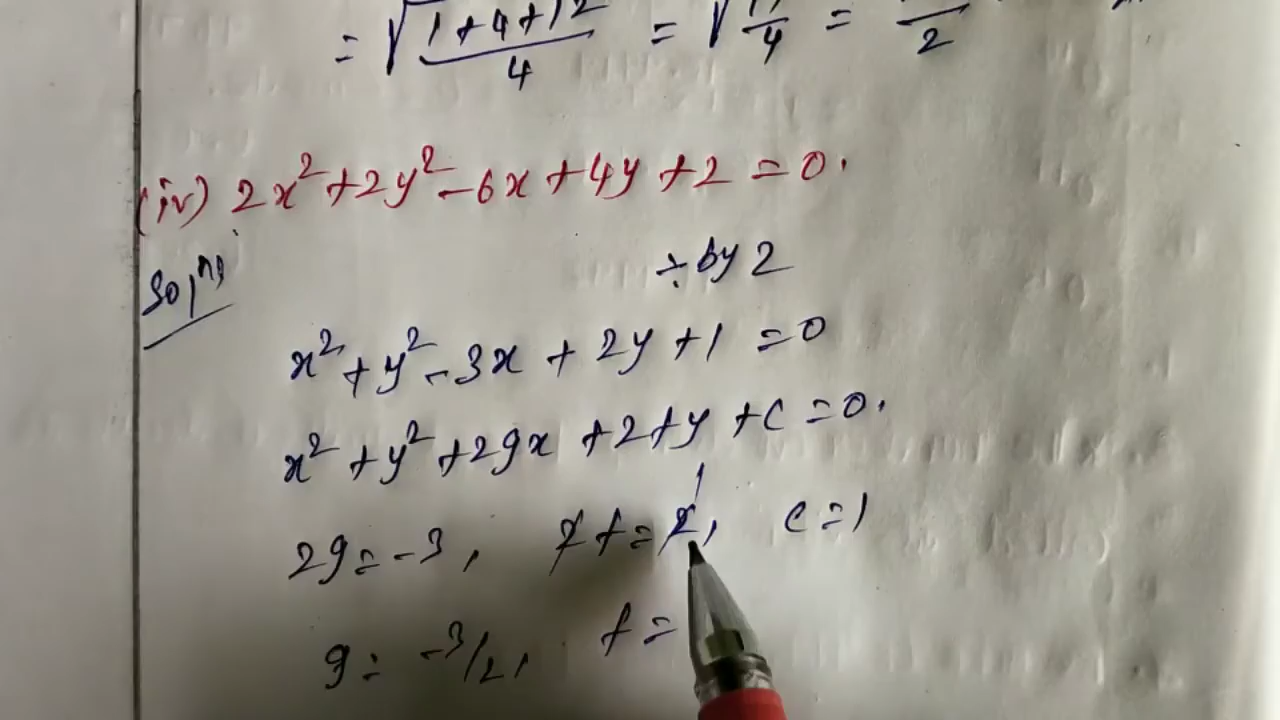 = √(1+4+12)/4 = √17/4 = /2
(iv) 2x²+2y²-6x+4y+2=0.
Solⁿ;
÷ by 2
x²+y²-3x+2y+1=0
x²+y²+2gx+2fy+c=0.
1
2g=-3, 2f=2, c=1
g=-3/2, f=